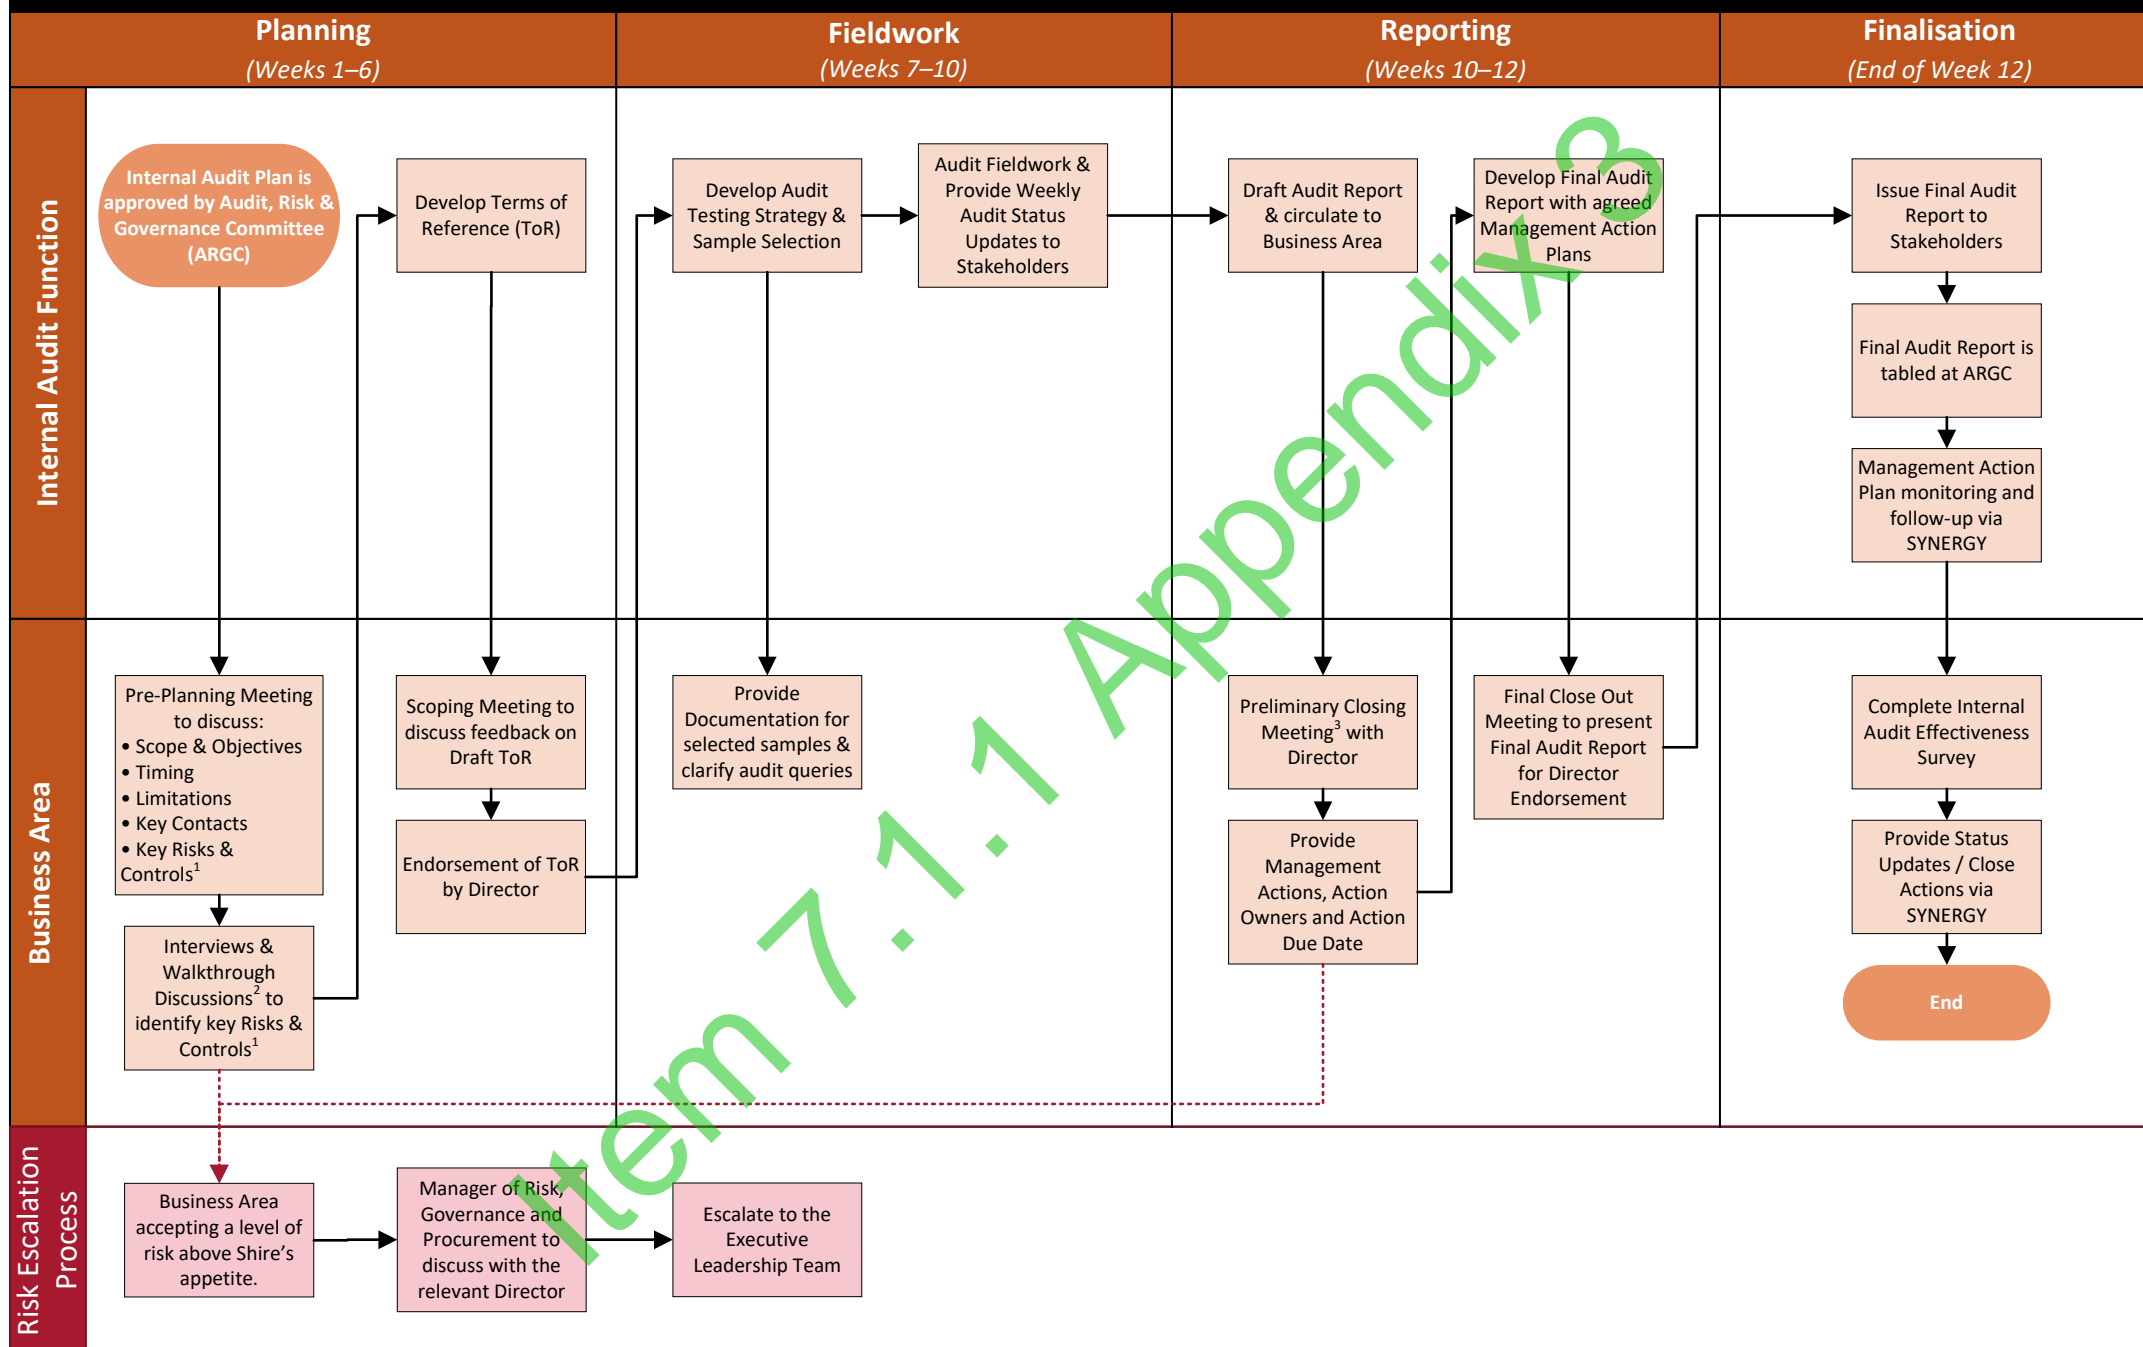 Planning
(Weeks 1–6)
Fieldwork
(Weeks 7–10)
Reporting
(Weeks 10–12)
Finalisation
(End of Week 12)
Internal Audit Function
Internal Audit Plan is
approved by Audit, Risk &
Governance Committee
(ARGC)
Develop Terms of
Reference (ToR)
Develop Audit
Testing Strategy &
Sample Selection
Audit Fieldwork &
Provide Weekly
Audit Status
Updates to
Stakeholders
Draft Audit Report
& circulate to
Business Area
Develop Final Audit
Report with agreed
Management Action
Plans
Issue Final Audit
Report to
Stakeholders
Final Audit Report is
tabled at ARGC
Management Action
Plan monitoring and
follow-up via
SYNERGY
Business Area
Pre-Planning Meeting
to discuss:
• Scope & Objectives
• Timing
• Limitations
• Key Contacts
• Key Risks &
Controls1
Interviews &
Walkthrough
Discussions2 to
identify key Risks &
Controls1
Scoping Meeting to
discuss feedback on
Draft ToR
Endorsement of ToR
by Director
Provide
Documentation for
selected samples &
clarify audit queries
Preliminary Closing
Meeting3 with
Director
Provide
Management
Actions, Action
Owners and Action
Due Date
Final Close Out
Meeting to present
Final Audit Report
for Director
Endorsement
Complete Internal
Audit Effectiveness
Survey
Provide Status
Updates / Close
Actions via
SYNERGY
End
Risk Escalation
Process
Business Area
accepting a level of
risk above Shire’s
appetite.
Manager of Risk,
Governance and
Procurement to
discuss with the
relevant Director
Escalate to the
Executive
Leadership Team
Item 7.1.1 Appendix 3